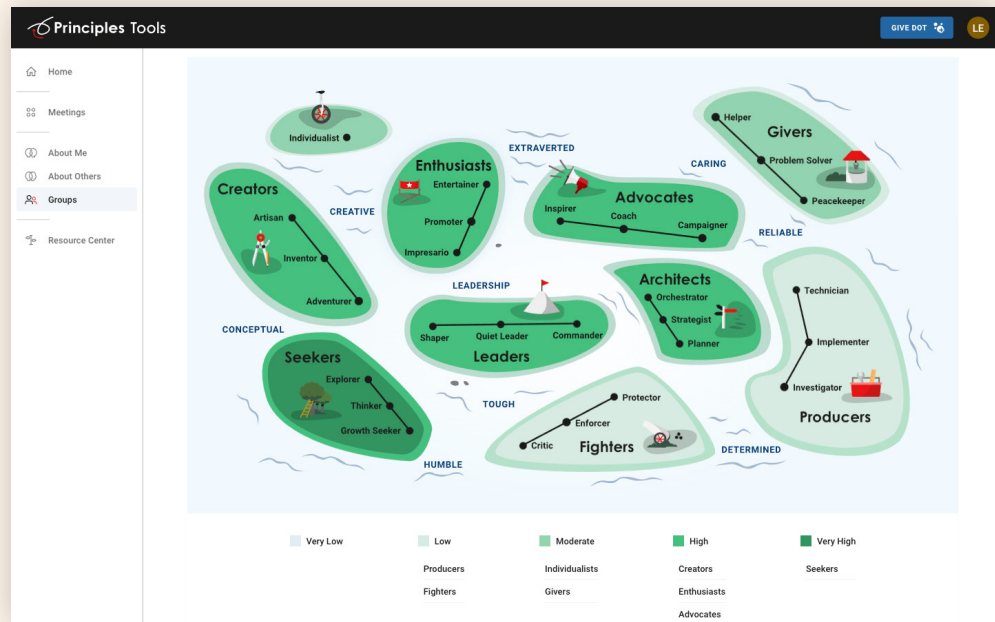 Principles Tools
GIVE DOT
LE
Home
Meetings
About Me
About Others
Groups
Resource Center
Individualist
Creators
Artisan
Inventor
Adventurer
CREATIVE
Enthusiasts
Entertainer
Promoter
Impresario
EXTRAVERTED
Advocates
Inspirer
Coach
Campaigner
CARING
Helper
Givers
Problem Solver
Peacekeeper
RELIABLE
LEADERSHIP
Shaper
Quiet Leader
Commander
Leaders
Architects
Orchestrator
Strategist
Planner
Technician
Implementer
Investigator
Producers
CONCEPTUAL
Seekers
Explorer
Thinker
Growth Seeker
HUMBLE
TOUGH
Protector
Enforcer
Critic
Fighters
DETERMINED
Very Low
Low
Producers
Fighters
Moderate
Individualists
Givers
High
Creators
Enthusiasts
Advocates
Very High
Seekers